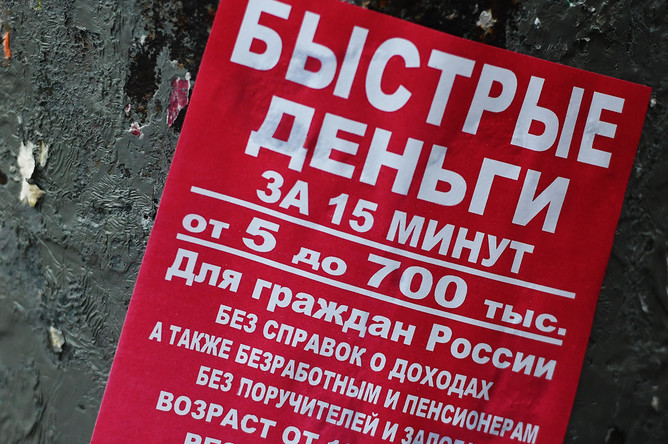 БЫСТРЫЕ
ДЕНЬГИ
ЗА 15 МИНУТ
от 5 до 700 тыс.
Для граждан России
БЕЗ СПРАВОК О ДОХОДАХ
А ТАКЖЕ БЕЗРАБОТНЫМ И ПЕНСИОНЕРАМ
БЕЗ ПОРУЧИТЕЛЕЙ И
ВОЗРАСТ ОТ